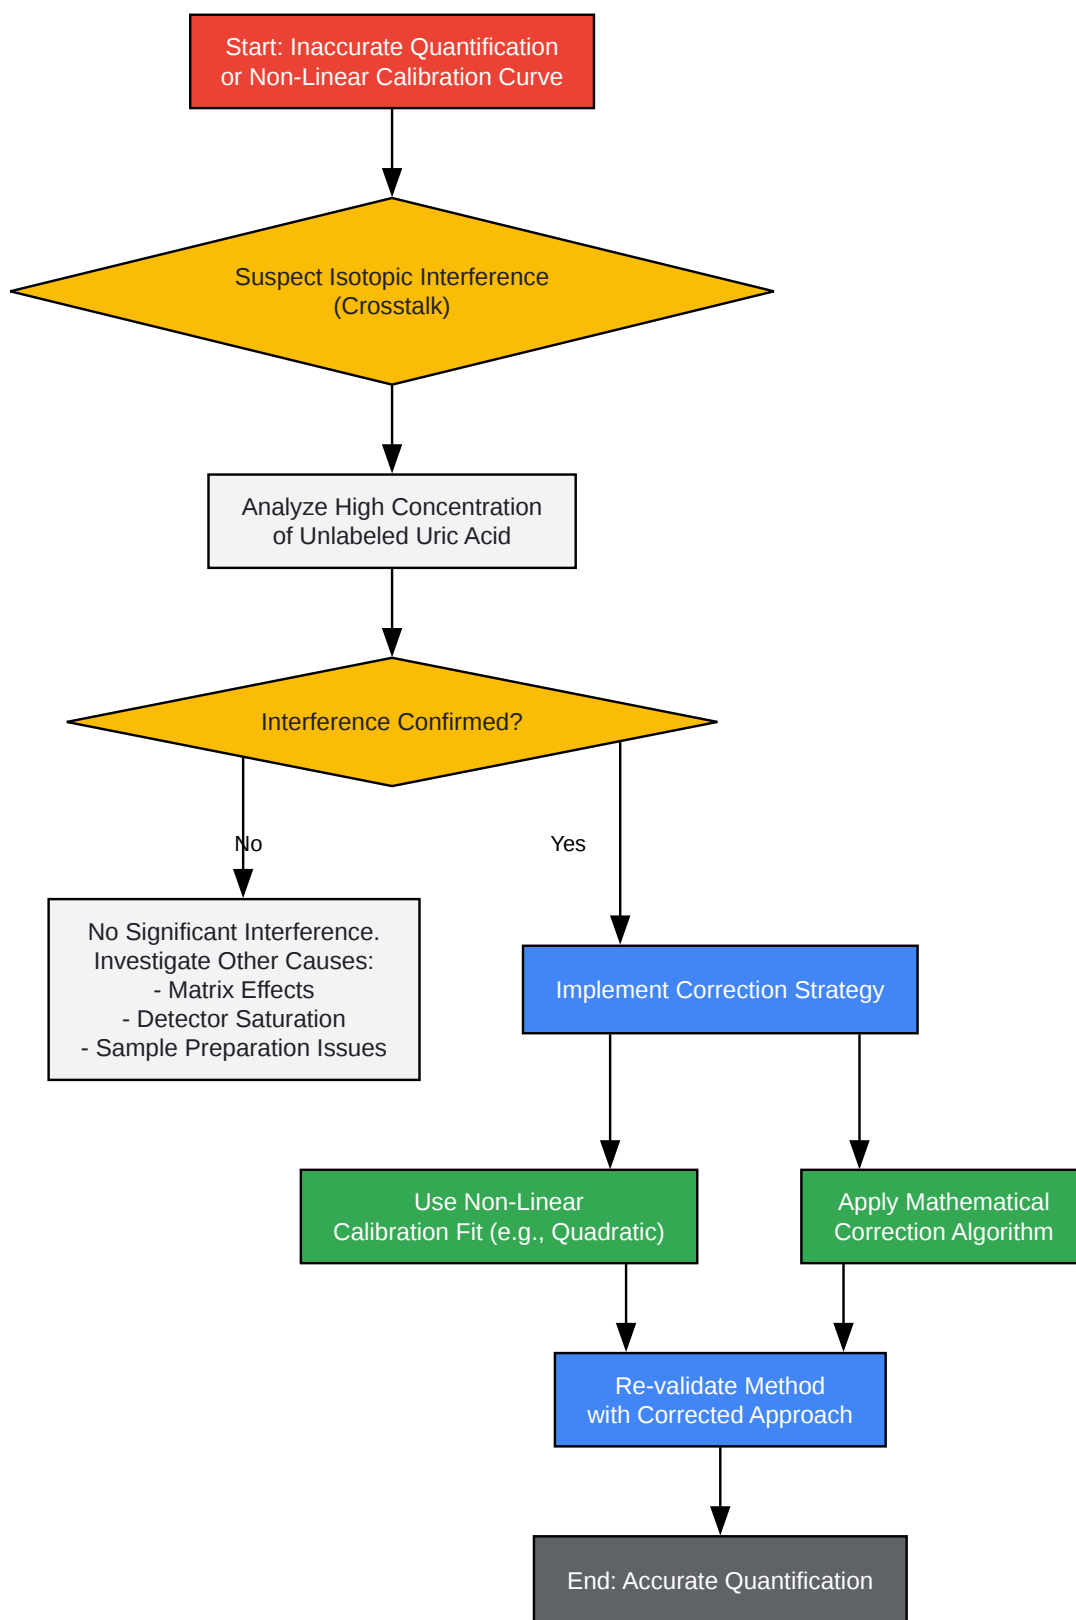 Start: Inaccurate Quantification
or Non-Linear Calibration Curve
Suspect Isotopic Interference
(Crosstalk)
Analyze High Concentration
of Unlabeled Uric Acid
Interference Confirmed?
No
Yes
No Significant Interference.
Investigate Other Causes:
- Matrix Effects
- Detector Saturation
- Sample Preparation Issues
Implement Correction Strategy
Use Non-Linear
Calibration Fit (e.g., Quadratic)
Apply Mathematical
Correction Algorithm
Re-validate Method
with Corrected Approach
End: Accurate Quantification